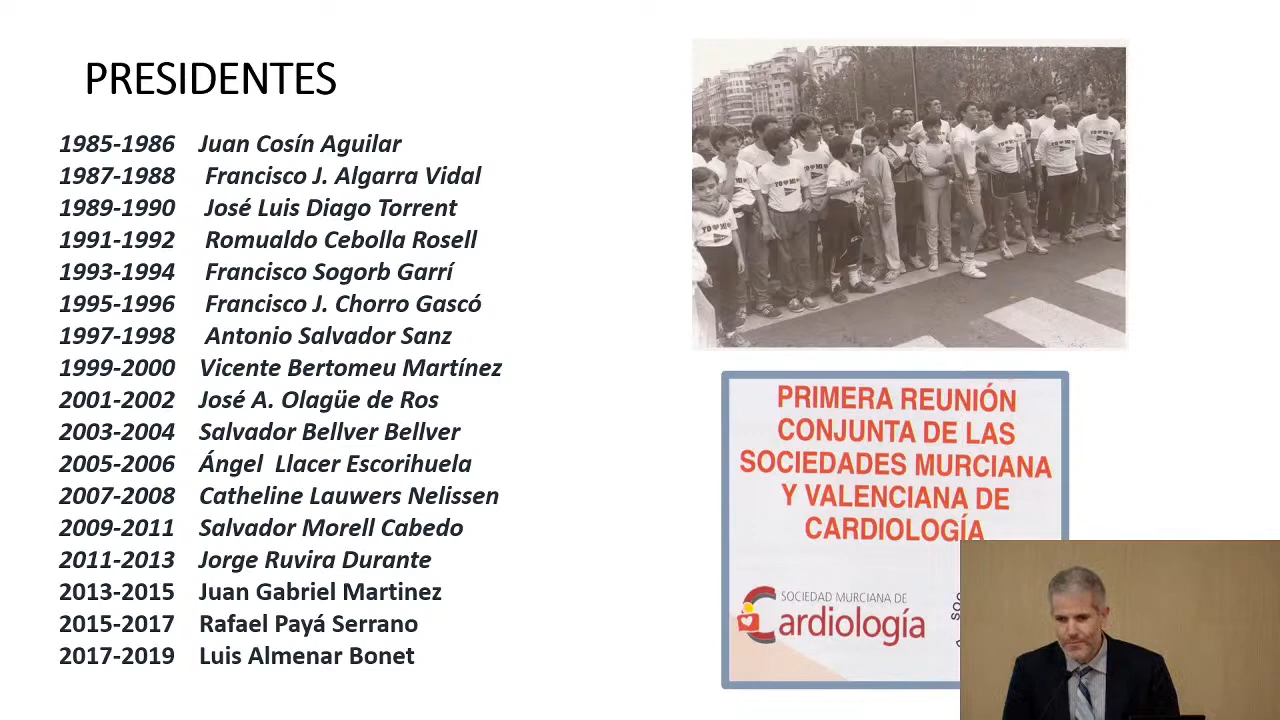 PRESIDENTES
1985-1986 Juan Cosín Aguilar
1987-1988 Francisco J. Algarra Vidal
1989-1990 José Luis Diago Torrent
1991-1992 Romualdo Cebolla Rosell
1993-1994 Francisco Sogorb Garrí
1995-1996 Francisco J. Chorro Gascó
1997-1998 Antonio Salvador Sanz
1999-2000 Vicente Bertomeu Martínez
2001-2002 José A. Olagüe de Ros
2003-2004 Salvador Bellver Bellver
2005-2006 Ángel Llacer Escorihuela
2007-2008 Catheline Lauwers Nelissen
2009-2011 Salvador Morell Cabedo
2011-2013 Jorge Ruvira Durante
2013-2015 Juan Gabriel Martinez
2015-2017 Rafael Payá Serrano
2017-2019 Luis Almenar Bonet
YO MI
PRIMERA REUNIÓN
CONJUNTA DE LAS
SOCIEDADES MURCIANA
Y VALENCIANA DE
CARDIOLOGÍA
SOCIEDAD MURCIANA DE
Cardiología